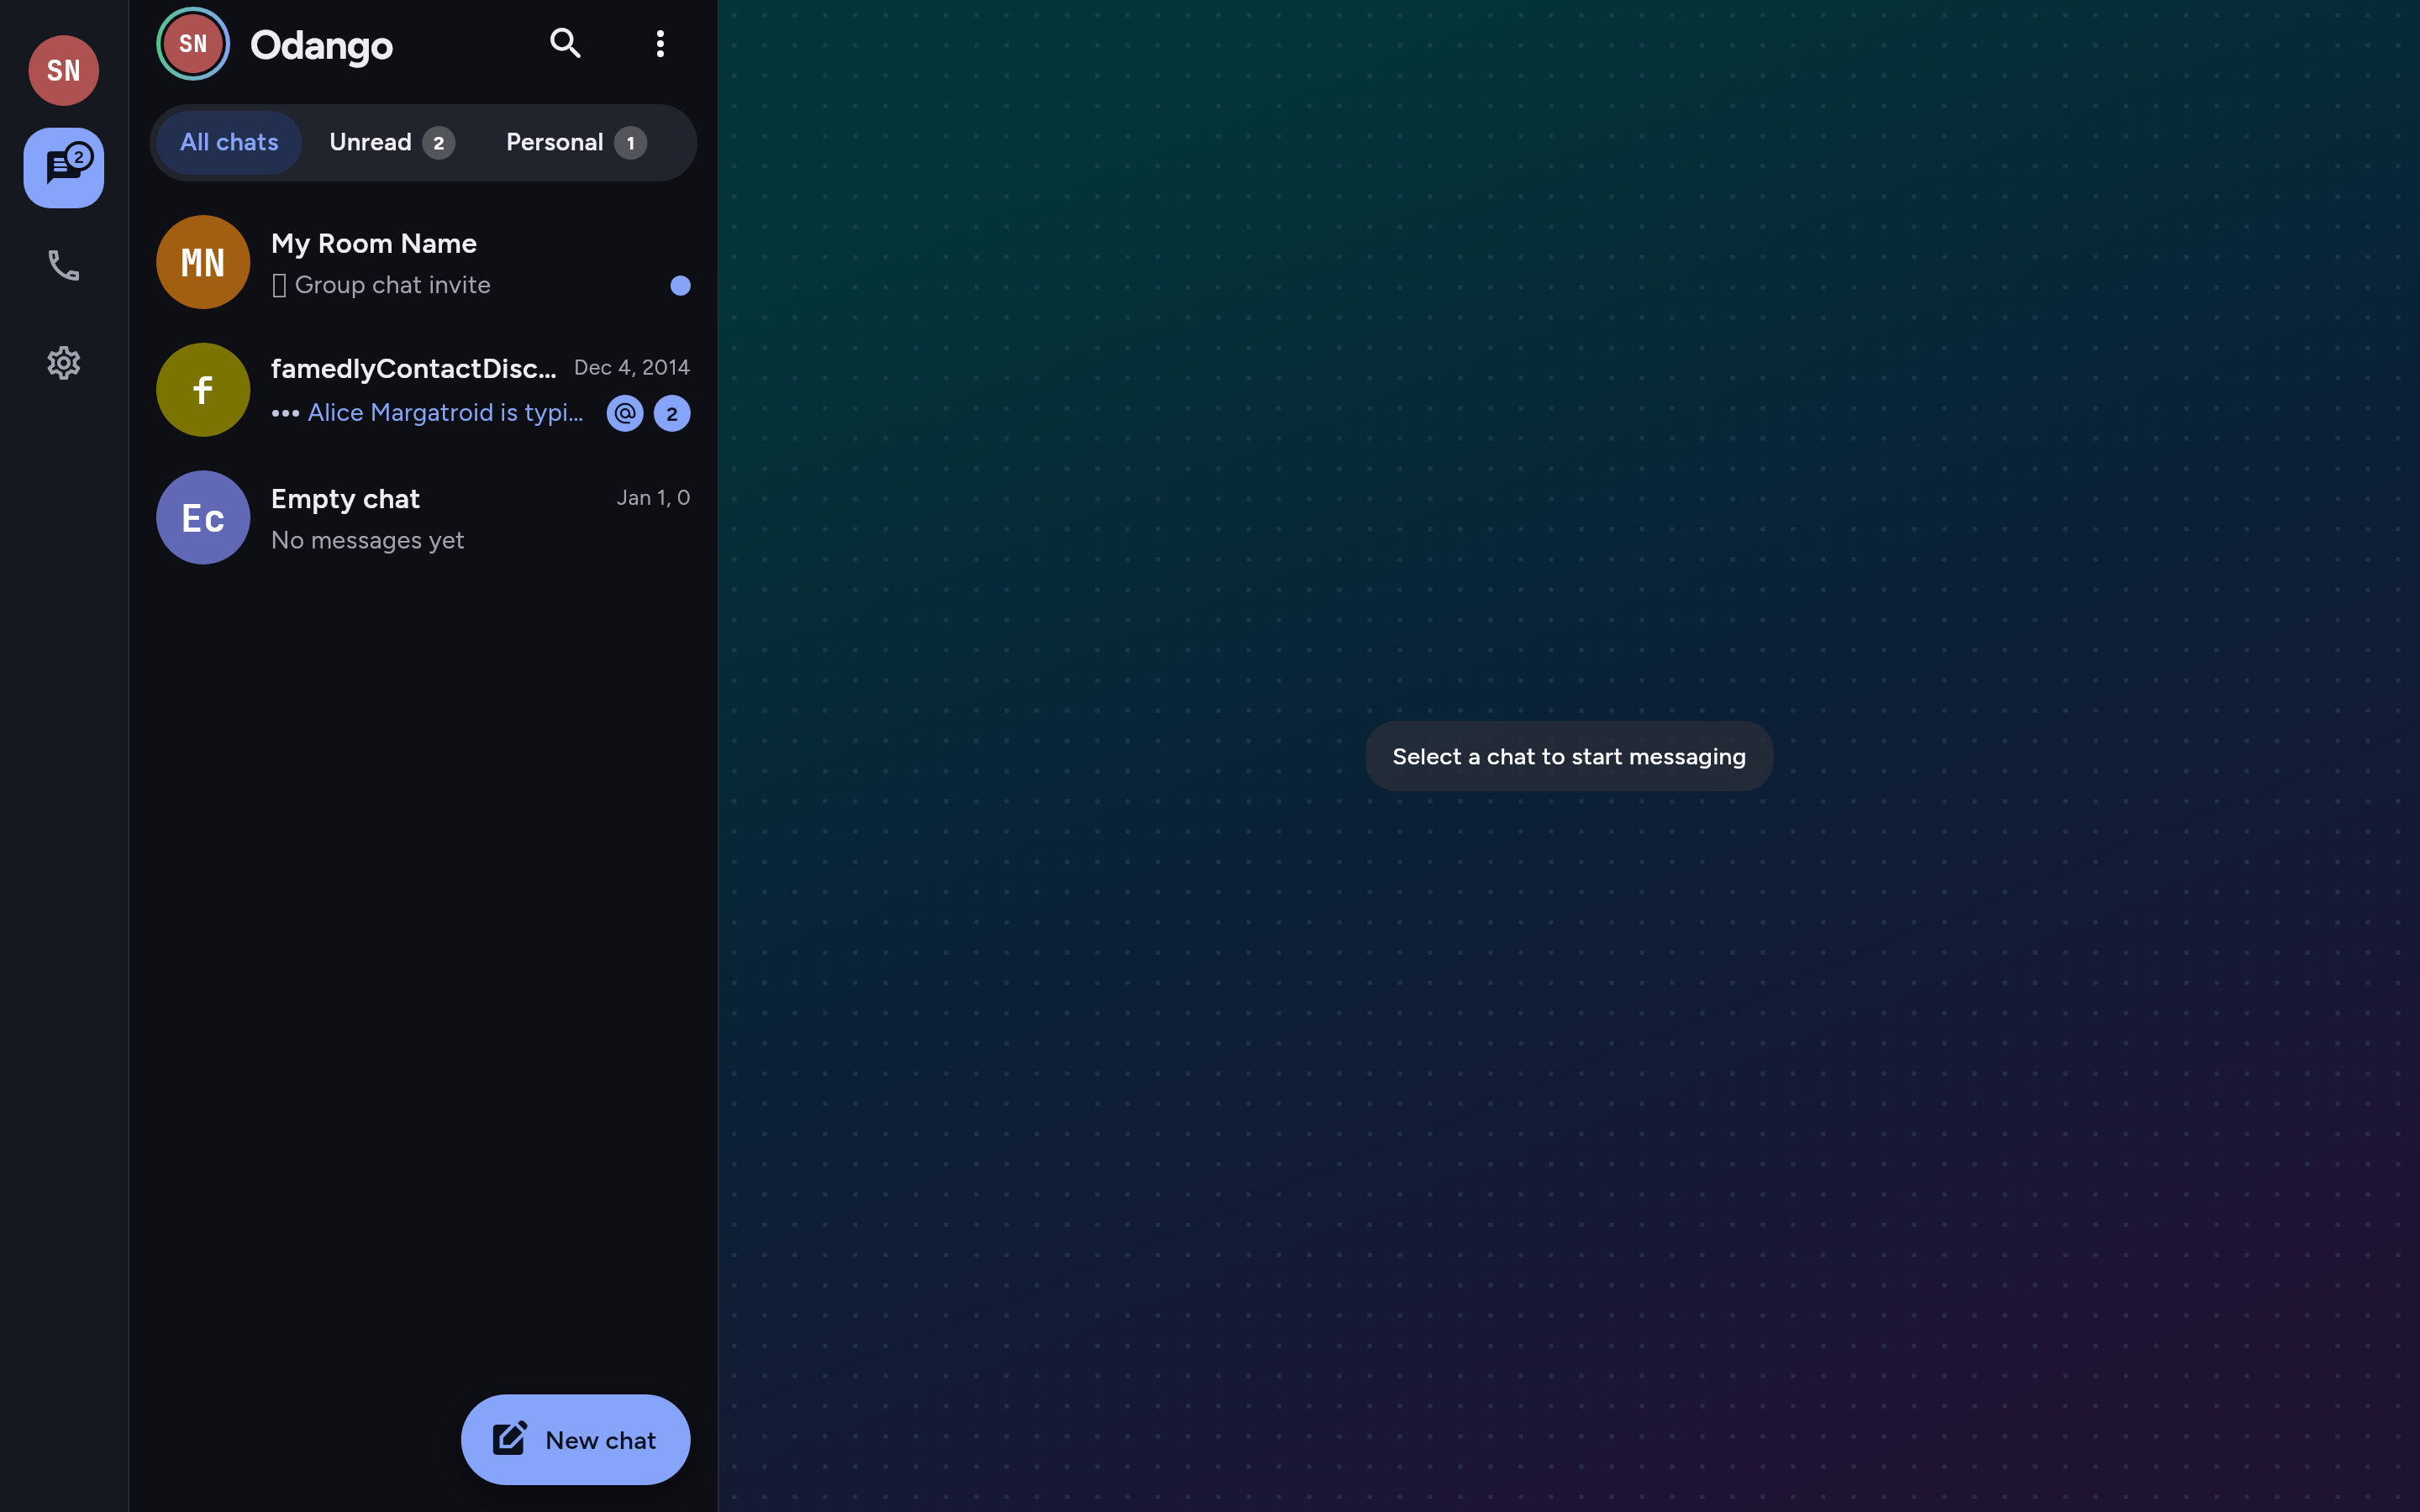 SN
2
SN
Odango
All chats
Unread 2
Personal 1
MN
My Room Name
Group chat invite
f
famedlyContactDisc...
Dec 4, 2014
••• Alice Margatroid is typi...
@ 2
Ec
Empty chat
Jan 1, 0
No messages yet
New chat
Select a chat to start messaging